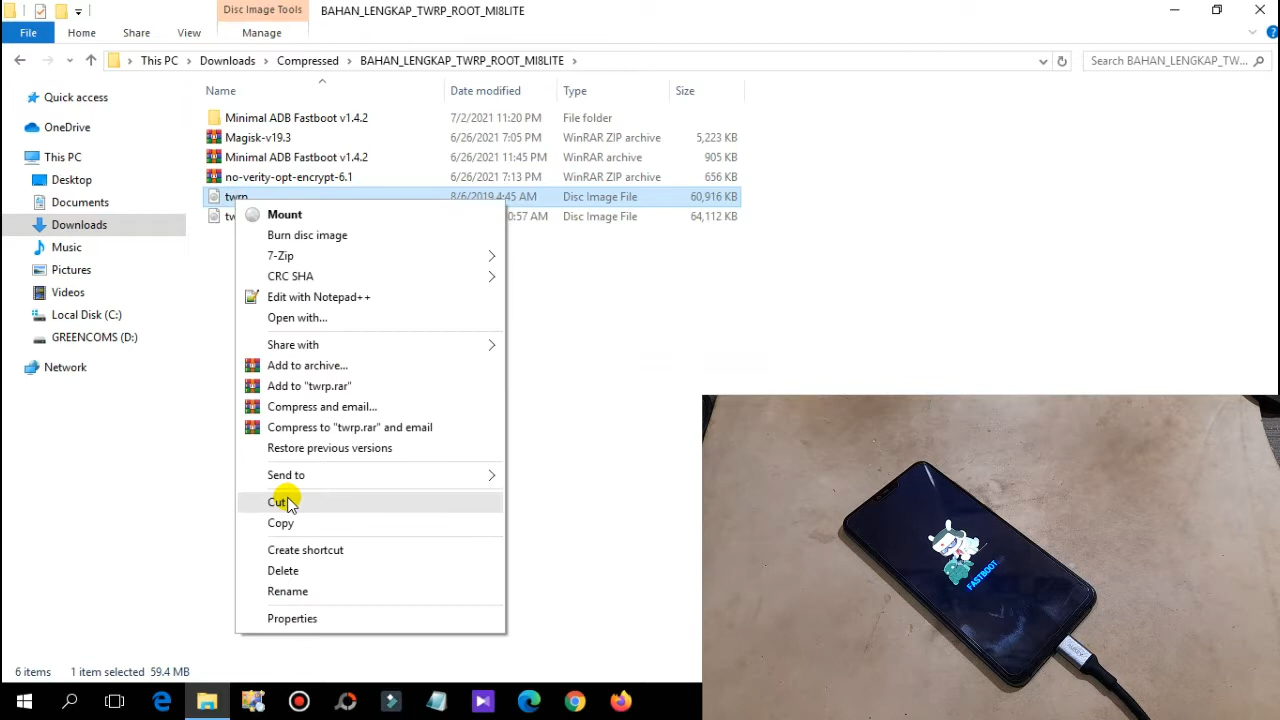 Disc Image Tools
BAHAN_LENGKAP_TWRP_ROOT_MI8LITE
File
Home
Share
View
Manage
This PC
Downloads
Compressed
BAHAN_LENGKAP_TWRP_ROOT_MI8LITE
Search BAHAN_LENGKAP_TW...
Name
Date modified
Type
Size
Quick access
OneDrive
This PC
Desktop
Documents
Downloads
Music
Pictures
Videos
Local Disk (C:)
GREENCOMS (D:)
Network
Minimal ADB Fastboot v1.4.2 7/2/2021 11:20 PM File folder
Magisk-v19.3 6/26/2021 7:05 PM WinRAR ZIP archive 5,223 KB
Minimal ADB Fastboot v1.4.2 6/26/2021 11:45 PM WinRAR archive 905 KB
no-verity-opt-encrypt-6.1 6/26/2021 7:13 PM WinRAR ZIP archive 656 KB
twrp 8/6/2019 4:45 AM Disc Image File 60,916 KB
tw 0:57 AM Disc Image File 64,112 KB
Mount
Burn disc image
7-Zip
CRC SHA
Edit with Notepad++
Open with...
Share with
Add to archive...
Add to "twrp.rar"
Compress and email...
Compress to "twrp.rar" and email
Restore previous versions
Send to
Cut
Copy
Create shortcut
Delete
Rename
Properties
FASTBOOT
6 items
1 item selected 59.4 MB